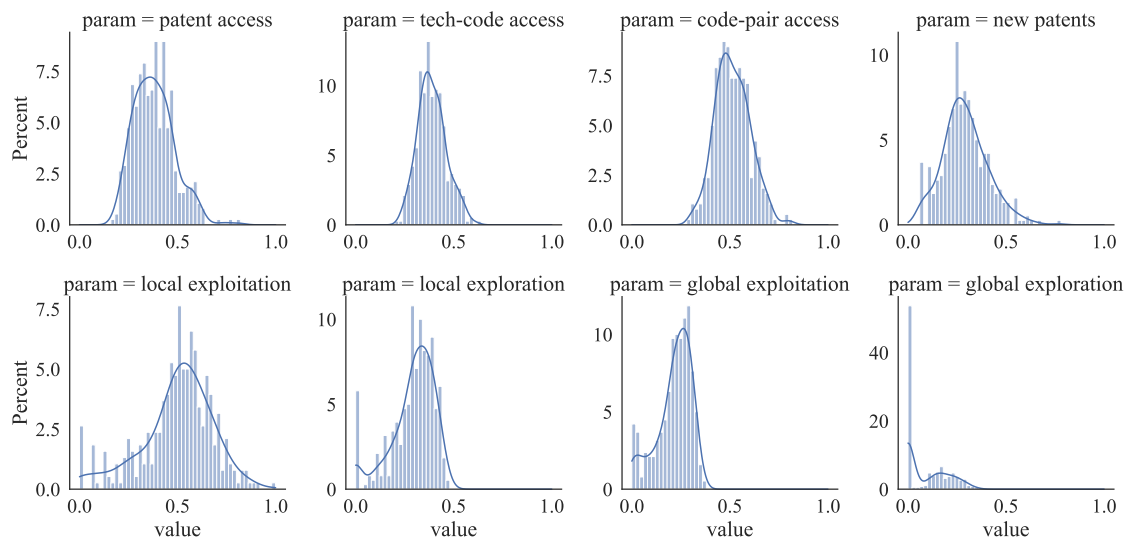 param = patent access
param = tech-code access
param = code-pair access
param = new patents
Percent
7.5
5.0
2.5
0.0
0.0 0.5 1.0
10
5
0
0.0 0.5 1.0
7.5
5.0
2.5
0.0
0.0 0.5 1.0
10
5
0
0.0 0.5 1.0
param = local exploitation
param = local exploration
param = global exploitation
param = global exploration
Percent
7.5
5.0
2.5
0.0
0.0 0.5 1.0
value
10
5
0
0.0 0.5 1.0
value
10
5
0
0.0 0.5 1.0
value
40
20
0
0.0 0.5 1.0
value